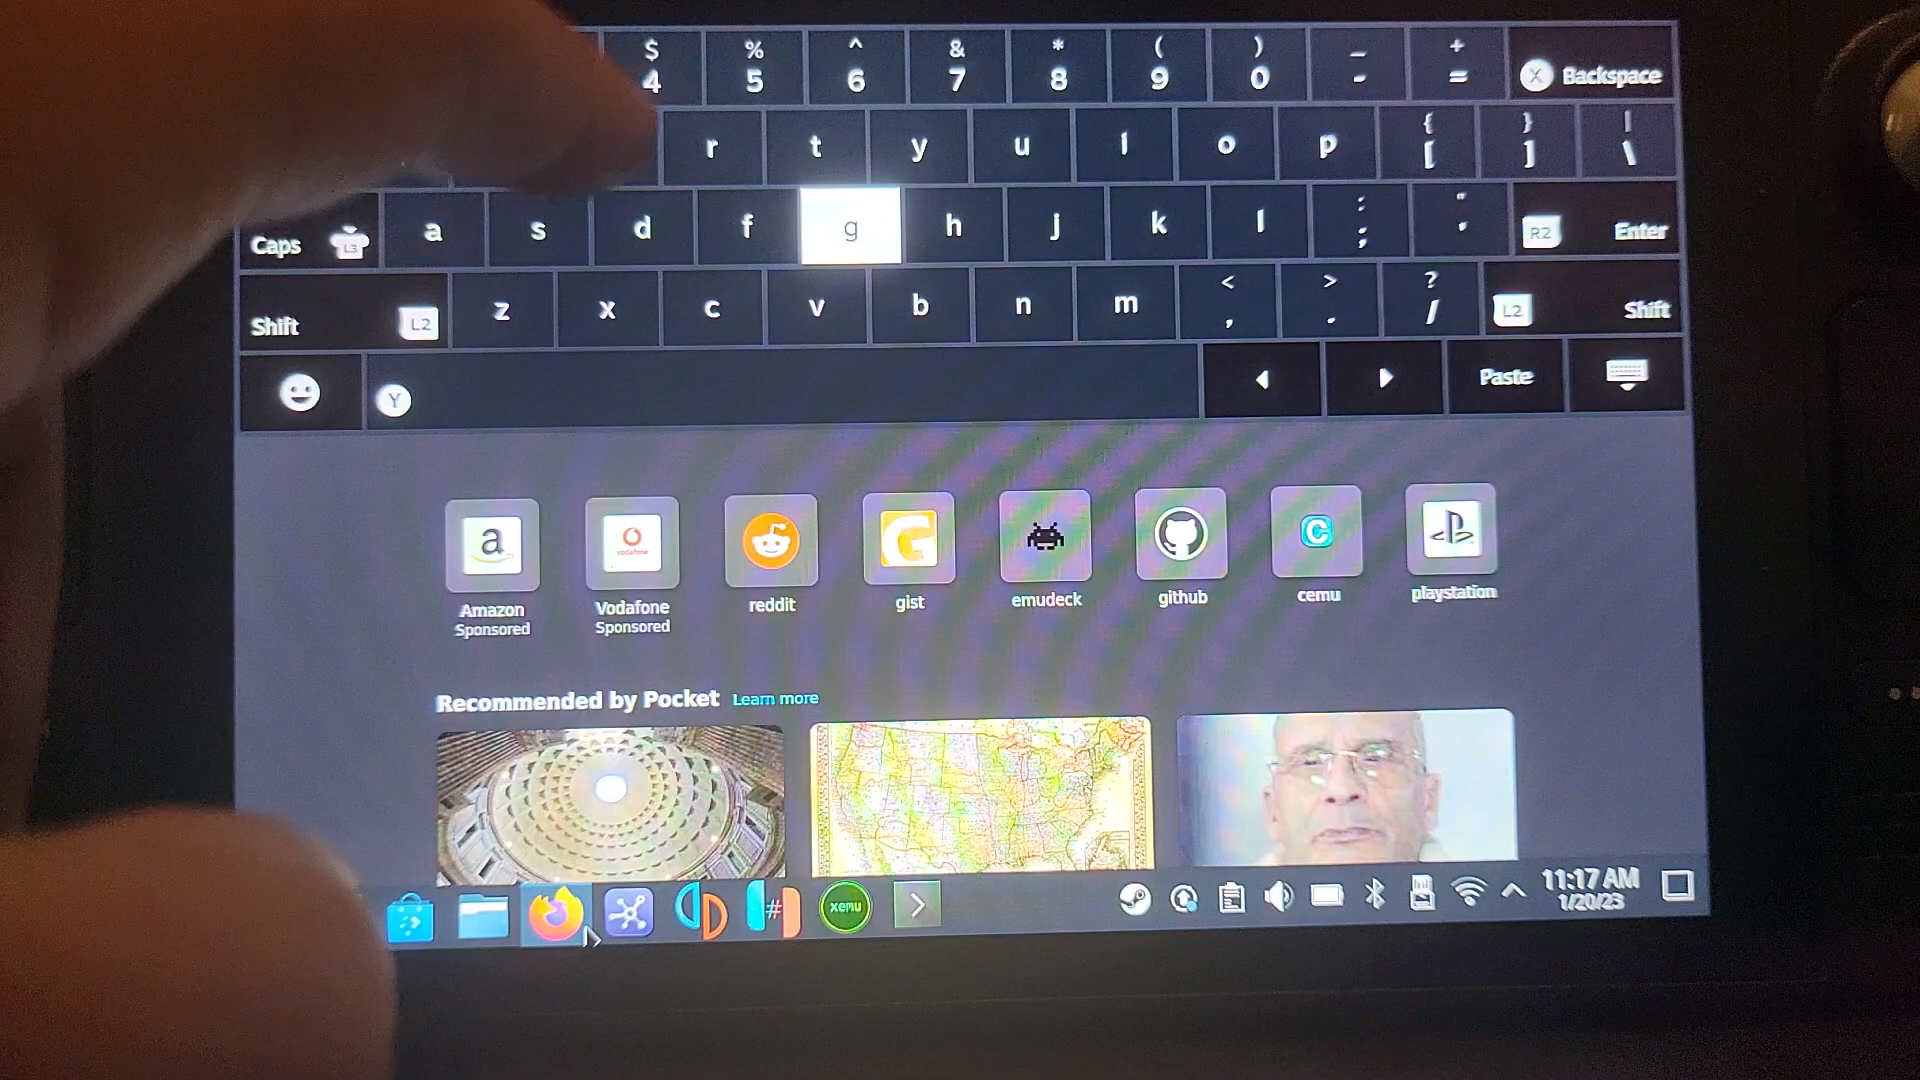 $ % ^ & * ( ) _ +
4 5 6 7 8 9 0 - = X Backspace
r t y u i o p { [ } ] | \
Caps L3 a s d f g h j k l : ; " ' R2 Enter
Shift L2 z x c v b n m < , > . ? / L2 Shift
Y Paste
a vodafone G C
Amazon Vodafone reddit gist emudeck github cemu playstation
Sponsored Sponsored
Recommended by Pocket Learn more
# xemu 11:17 AM
1/20/23